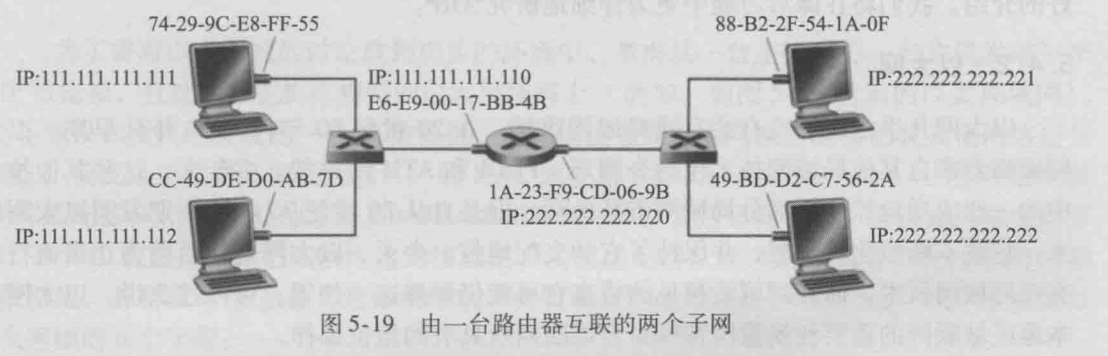 74-29-9C-E8-FF-55
88-B2-2F-54-1A-0F
IP:111.111.111.111
IP:111.111.111.110
E6-E9-00-17-BB-4B
IP:222.222.222.221
CC-49-DE-D0-AB-7D
1A-23-F9-CD-06-9B
49-BD-D2-C7-56-2A
IP:111.111.111.112
IP:222.222.222.220
IP:222.222.222.222
图 5-19 由一台路由器互联的两个子网